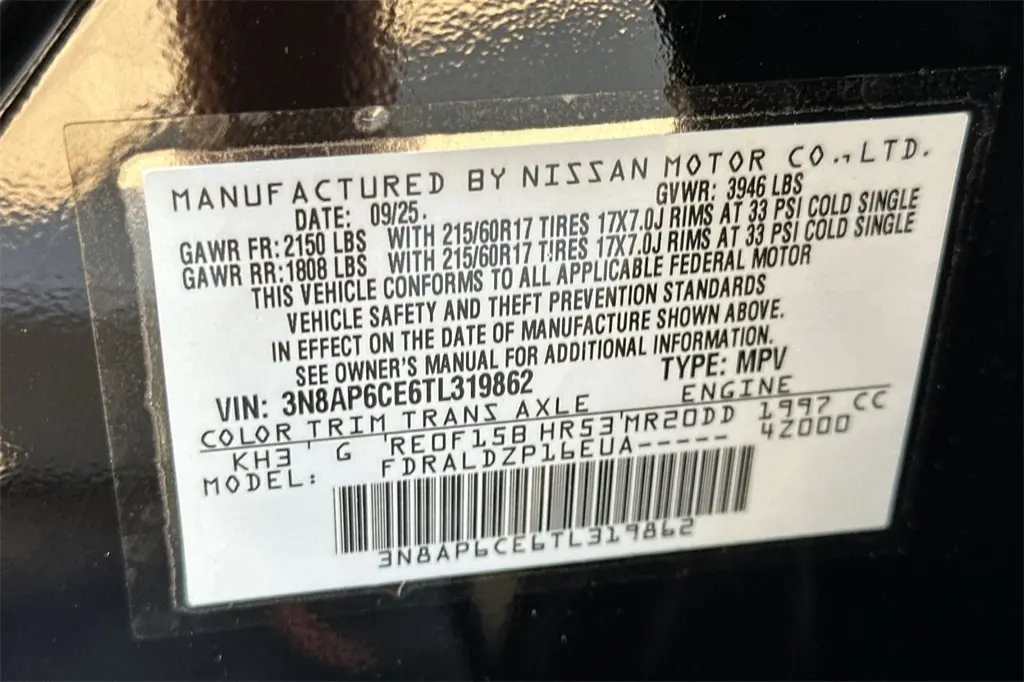 MANUFACTURED BY NISSAN MOTOR CO.,LTD.
DATE: 09/25. GVWR: 3946 LBS
GAWR FR: 2150 LBS WITH 215/60R17 TIRES 17X7.0J RIMS AT 33 PSI COLD SINGLE
GAWR RR: 1808 LBS WITH 215/60R17 TIRES 17X7.0J RIMS AT 33 PSI COLD SINGLE
THIS VEHICLE CONFORMS TO ALL APPLICABLE FEDERAL MOTOR
VEHICLE SAFETY AND THEFT PREVENTION STANDARDS
IN EFFECT ON THE DATE OF MANUFACTURE SHOWN ABOVE.
SEE OWNER'S MANUAL FOR ADDITIONAL INFORMATION.
VIN: 3N8AP6CE6TL319862 TYPE: MPV
COLOR TRIM TRANS AXLE ENGINE
KH3 G RE0F15B HR53 MR20DD 1997 CC
MODEL: FDRALDZP16EUA----- 4Z000
3N8AP6CE6TL319862